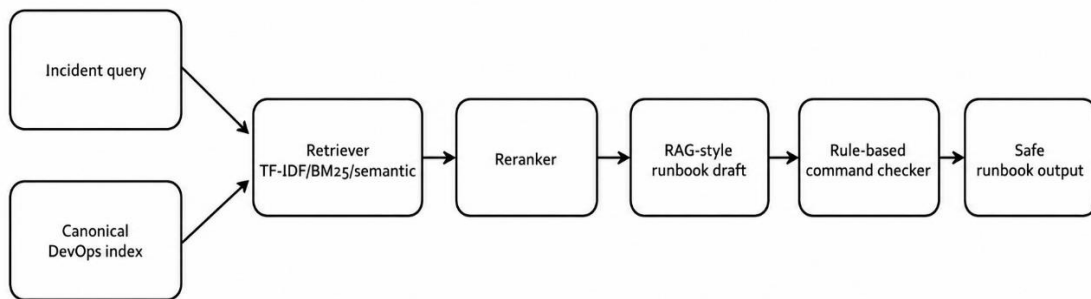 Incident query
Canonical
DevOps index
Retriever
TF-IDF/BM25/semantic
Reranker
RAG-style
runbook draft
Rule-based
command checker
Safe
runbook output